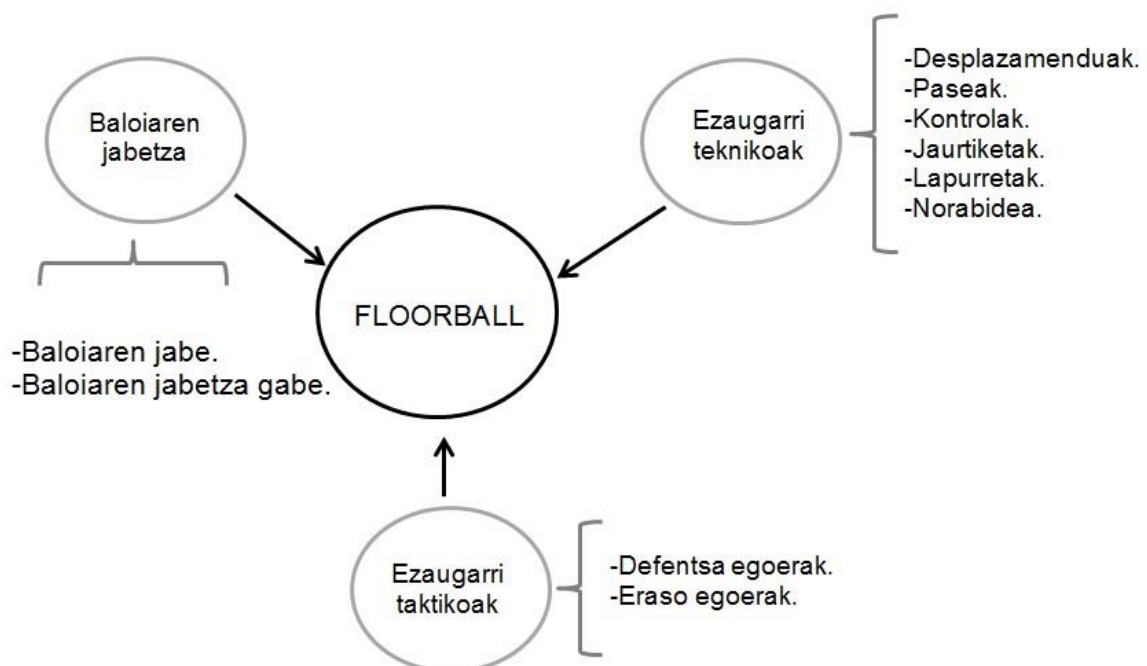 Baloiaren
jabetza
-Baloiaren jabe.
-Baloiaren jabetza gabe.
Ezaugarri
teknikoak
-Desplazamenduak.
-Paseak.
-Kontrolak.
-Jaurtiketak.
-Lapurretak.
-Norabidea.
FLOORBALL
Ezaugarri
taktikoak
-Defentsa egoerak.
-Eraso egoerak.